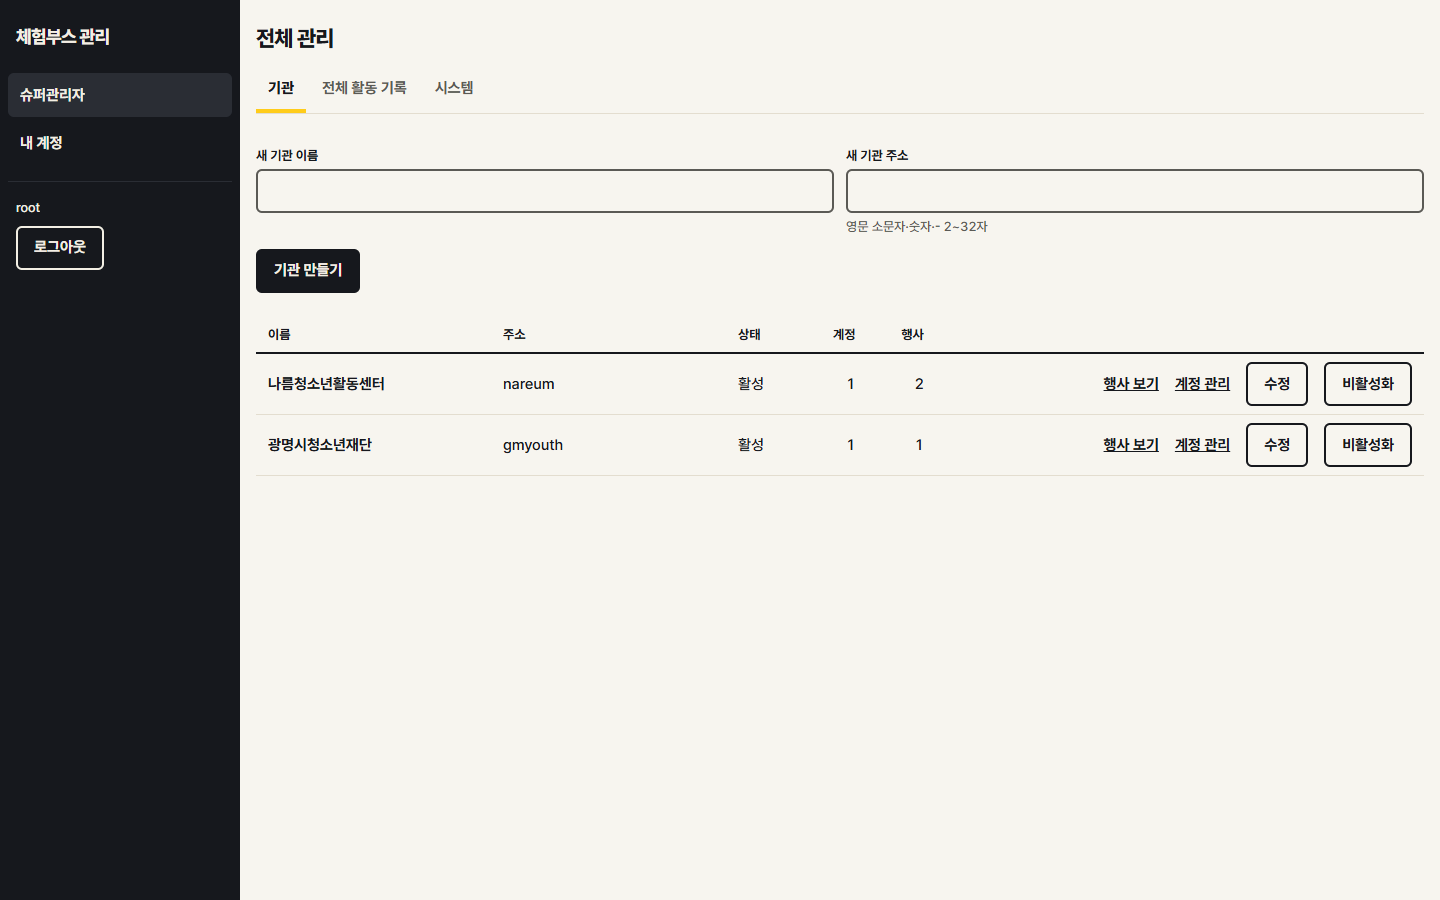 체험부스 관리
슈퍼관리자
내 계정
root
로그아웃
전체 관리
기관 전체 활동 기록 시스템
새 기관 이름 새 기관 주소
영문 소문자·숫자·- 2~32자
기관 만들기
이름 주소 상태 계정 행사
나름청소년활동센터 nareum 활성 1 2 행사 보기 계정 관리 수정 비활성화
광명시청소년재단 gmyouth 활성 1 1 행사 보기 계정 관리 수정 비활성화